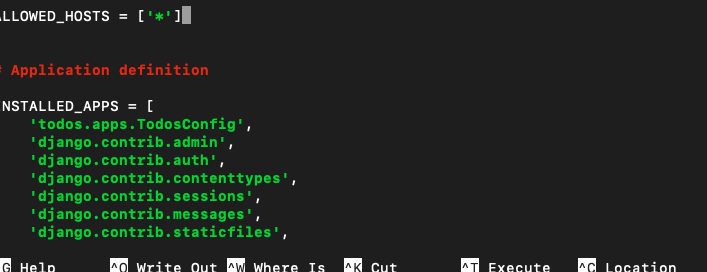 ALLOWED_HOSTS = ['*']
# Application definition
INSTALLED_APPS = [
    'todos.apps.TodosConfig',
    'django.contrib.admin',
    'django.contrib.auth',
    'django.contrib.contenttypes',
    'django.contrib.sessions',
    'django.contrib.messages',
    'django.contrib.staticfiles',
^G Help ^O Write Out ^W Where Is ^K Cut ^T Execute ^C Location